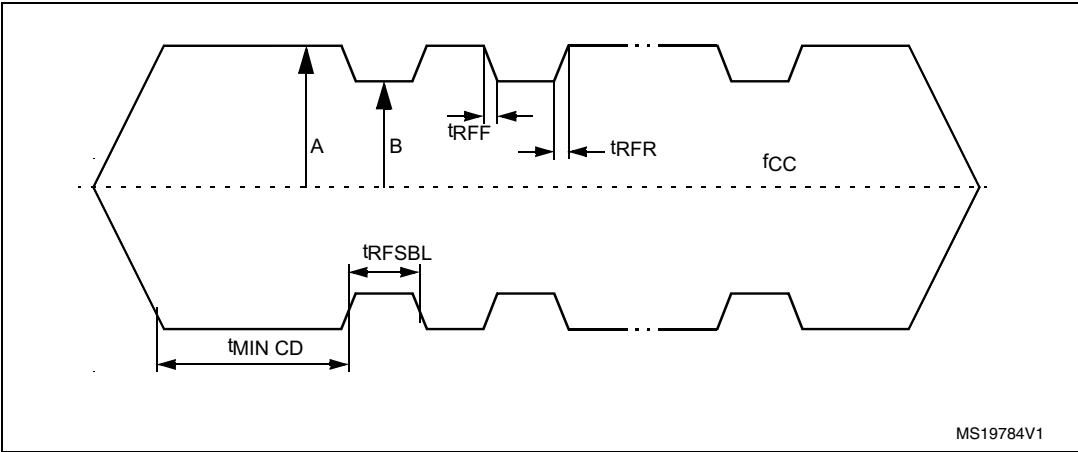 A
B
tRFF
tRFR
fCC
tRFSBL
tMIN CD
MS19784V1